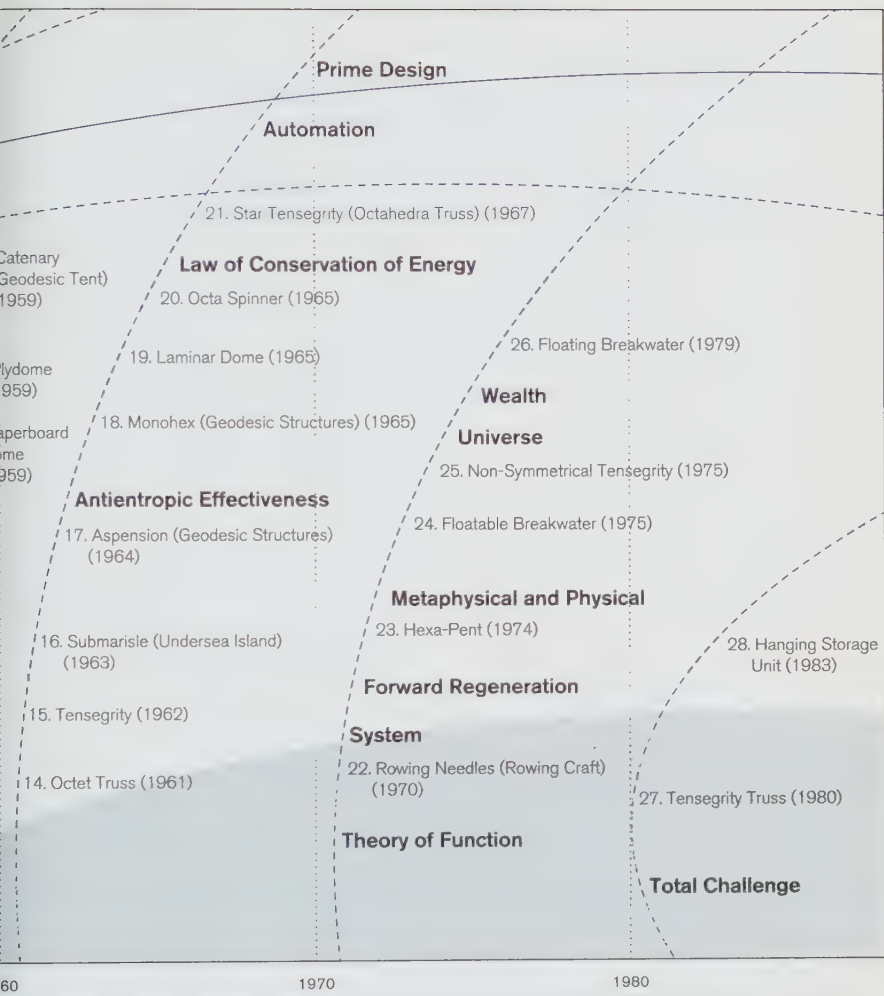 Prime Design
Automation
21. Star Tensegrity (Octahedra Truss) (1967)
Catenary
Geodesic Tent)
1959)
Law of Conservation of Energy
20. Octa Spinner (1965)
19. Laminar Dome (1965)
lydome
959)
18. Monohex (Geodesic Structures) (1965)
aperboard
ome
959)
Antientropic Effectiveness
17. Aspension (Geodesic Structures)
(1964)
16. Submarisle (Undersea Island)
(1963)
15. Tensegrity (1962)
14. Octet Truss (1961)
26. Floating Breakwater (1979)
Wealth
Universe
25. Non-Symmetrical Tensegrity (1975)
24. Floatable Breakwater (1975)
Metaphysical and Physical
23. Hexa-Pent (1974)
Forward Regeneration
System
22. Rowing Needles (Rowing Craft)
(1970)
Theory of Function
28. Hanging Storage
Unit (1983)
27. Tensegrity Truss (1980)
Total Challenge
60
1970
1980